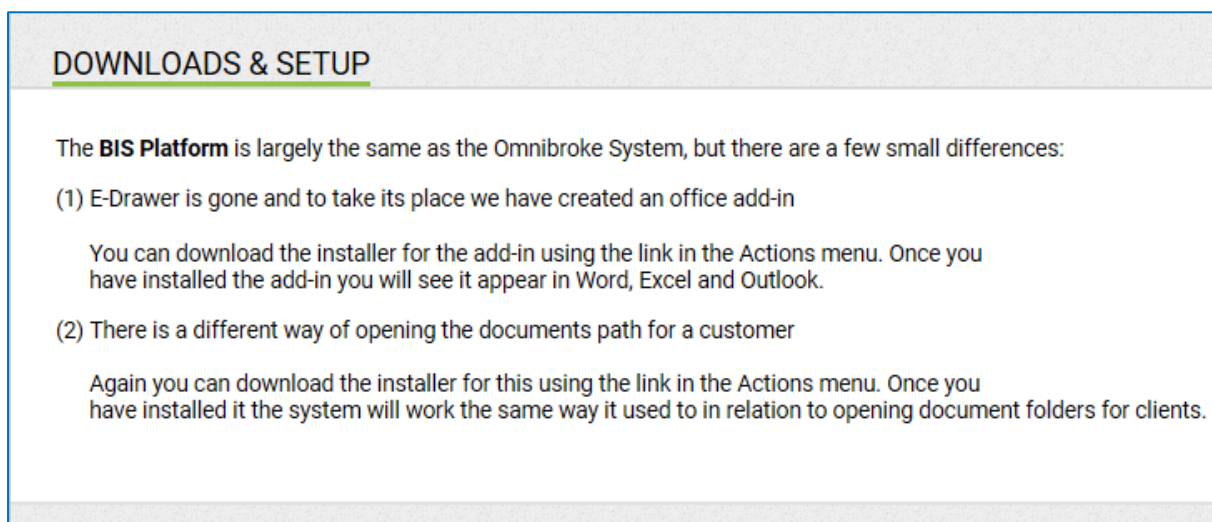 DOWNLOADS & SETUP
The BIS Platform is largely the same as the Omnibroke System, but there are a few small differences:
(1) E-Drawer is gone and to take its place we have created an office add-in
You can download the installer for the add-in using the link in the Actions menu. Once you
have installed the add-in you will see it appear in Word, Excel and Outlook.
(2) There is a different way of opening the documents path for a customer
Again you can download the installer for this using the link in the Actions menu. Once you
have installed it the system will work the same way it used to in relation to opening document folders for clients.